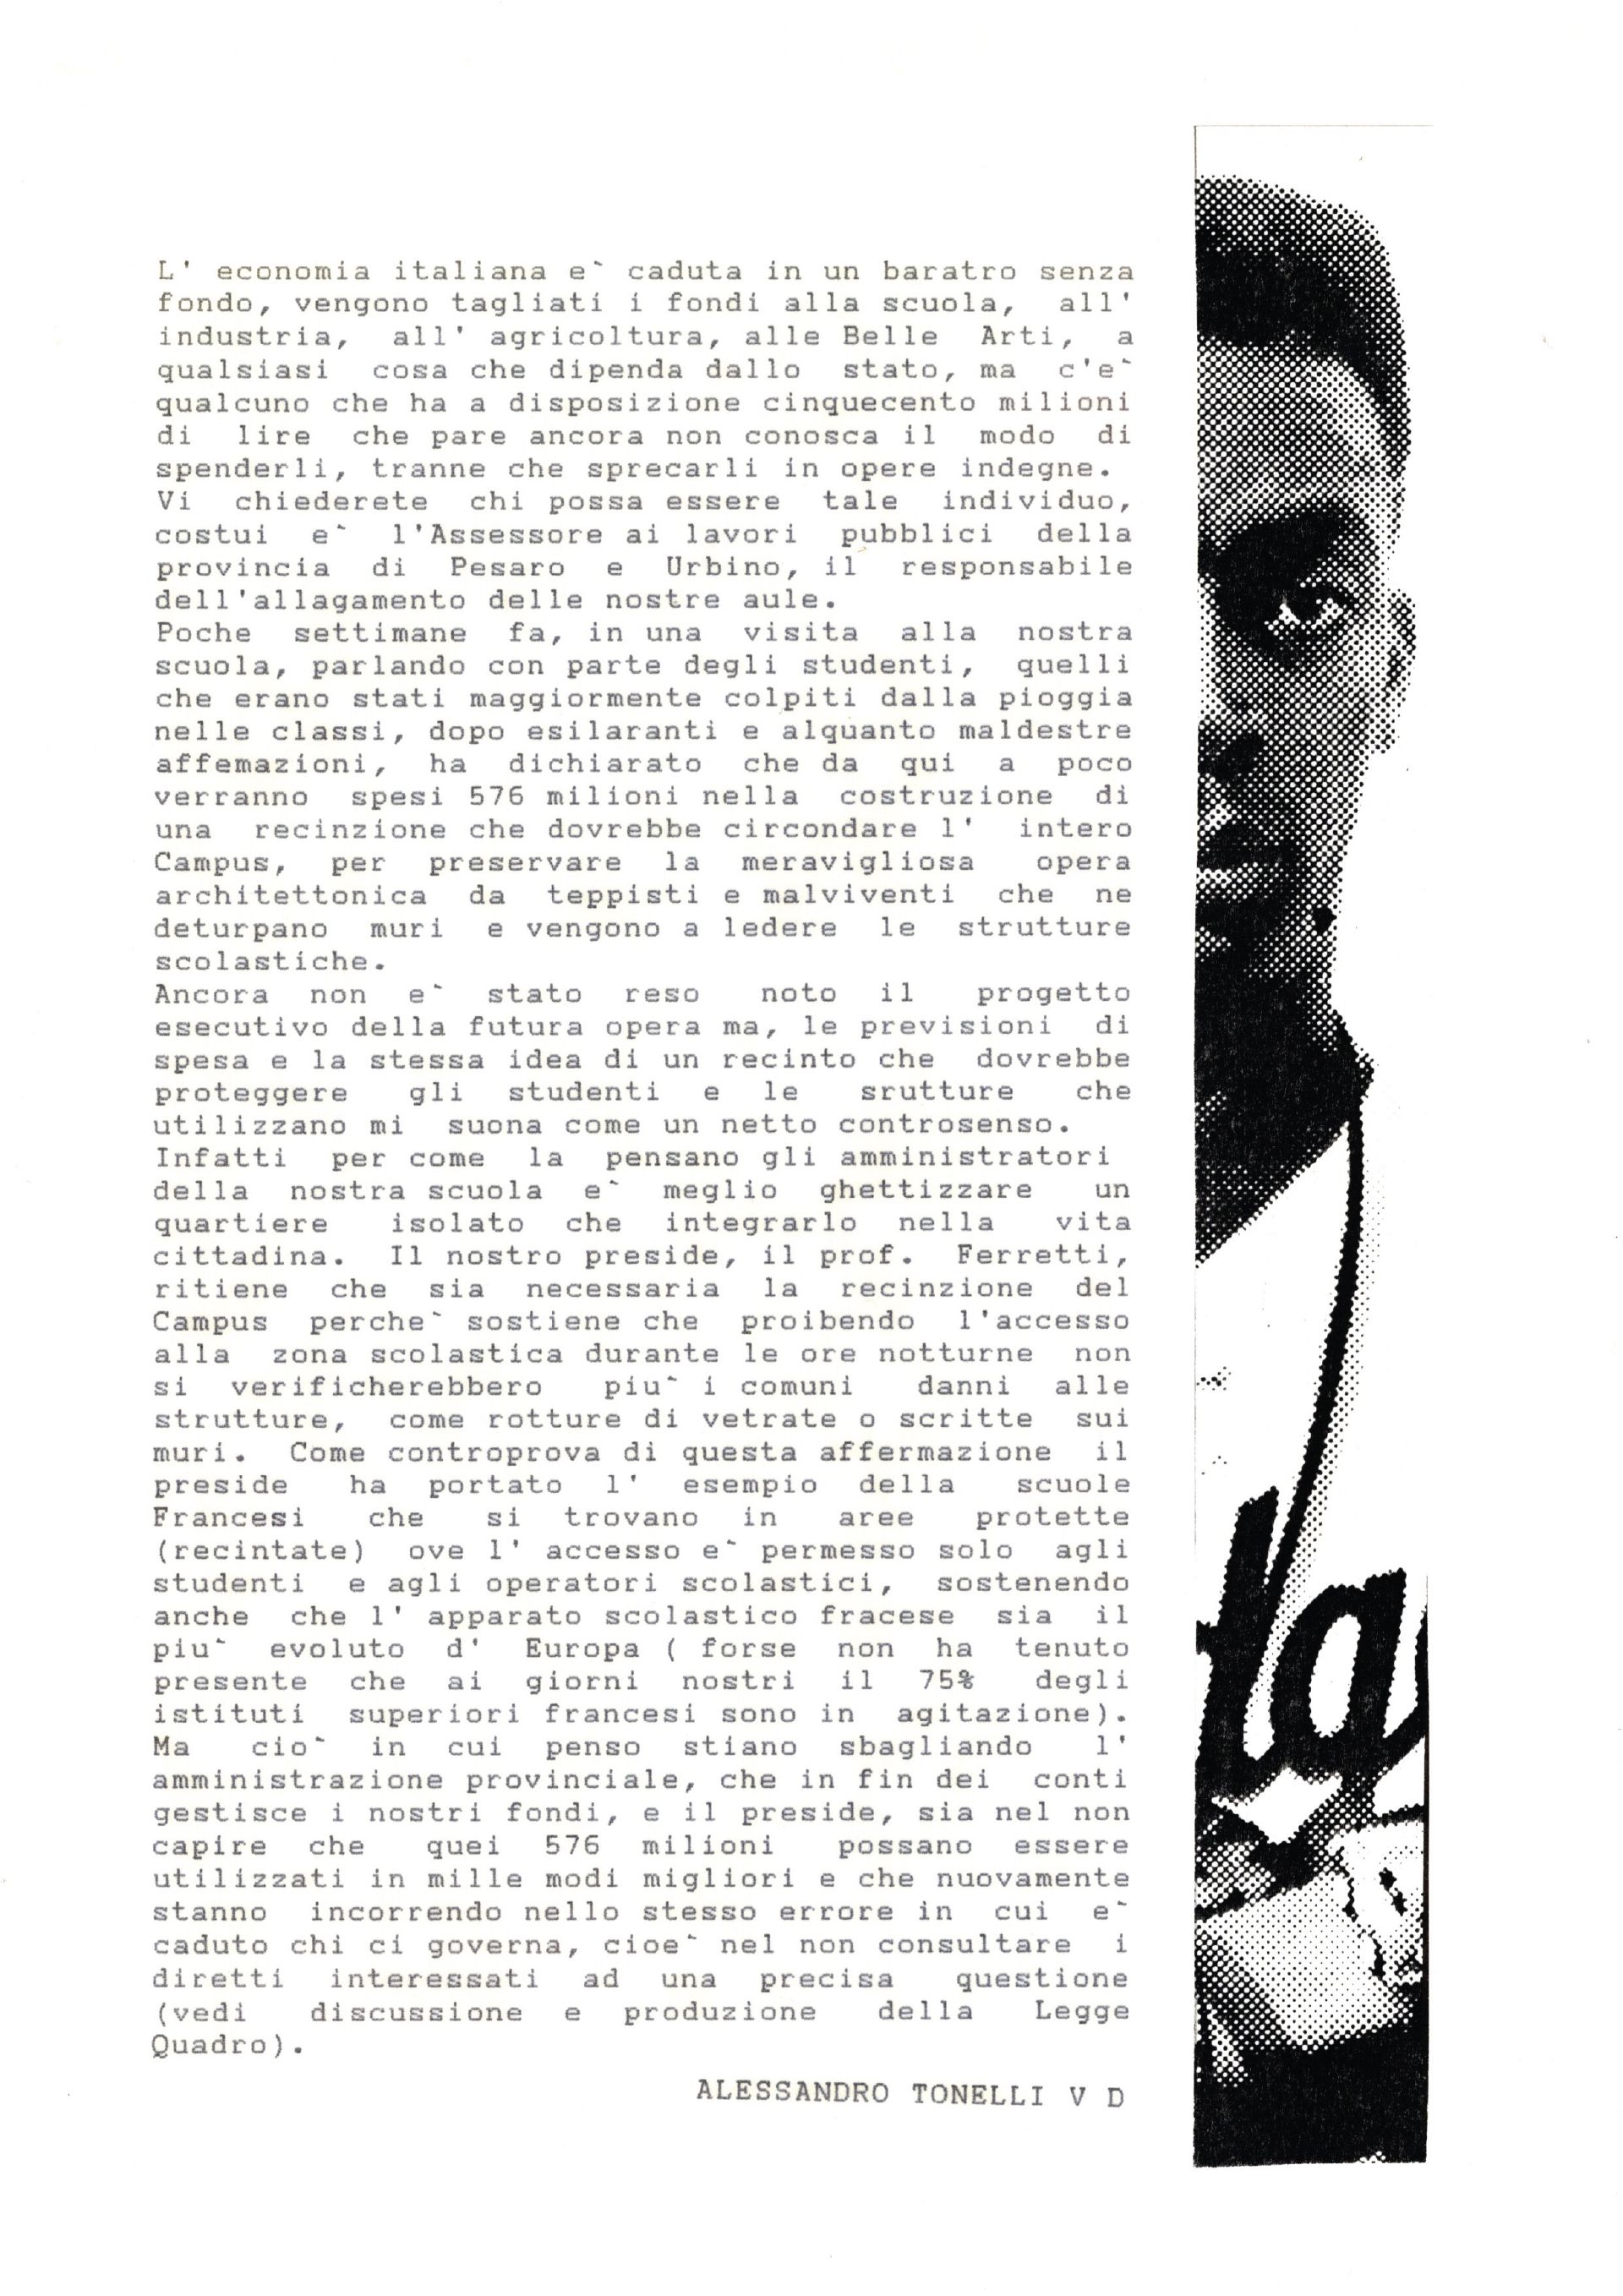 L' economia italiana e` caduta in un baratro senza
fondo, vengono tagliati i fondi alla scuola, all'
industria, all' agricoltura, alle Belle Arti, a
qualsiasi cosa che dipenda dallo stato, ma c'e`
qualcuno che ha a disposizione cinquecento milioni
di lire che pare ancora non conosca il modo di
spenderli, tranne che sprecarli in opere indegne.
Vi chiederete chi possa essere tale individuo,
costui e` l'Assessore ai lavori pubblici della
provincia di Pesaro e Urbino, il responsabile
dell'allagamento delle nostre aule.
Poche settimane fa, in una visita alla nostra
scuola, parlando con parte degli studenti, quelli
che erano stati maggiormente colpiti dalla pioggia
nelle classi, dopo esilaranti e alquanto maldestre
affemazioni, ha dichiarato che da qui a poco
verranno spesi 576 milioni nella costruzione di
una recinzione che dovrebbe circondare l' intero
Campus, per preservare la meravigliosa opera
architettonica da teppisti e malviventi che ne
deturpano muri e vengono a ledere le strutture
scolastiche.
Ancora non e` stato reso noto il progetto
esecutivo della futura opera ma, le previsioni di
spesa e la stessa idea di un recinto che dovrebbe
proteggere gli studenti e le srutture che
utilizzano mi suona come un netto controsenso.
Infatti per come la pensano gli amministratori
della nostra scuola e` meglio ghettizzare un
quartiere isolato che integrarlo nella vita
cittadina. Il nostro preside, il prof. Ferretti,
ritiene che sia necessaria la recinzione del
Campus perche` sostiene che proibendo l'accesso
alla zona scolastica durante le ore notturne non
si verificherebbero piu` i comuni danni alle
strutture, come rotture di vetrate o scritte sui
muri. Come controprova di questa affermazione il
preside ha portato l' esempio della scuole
Francesi che si trovano in aree protette
(recintate) ove l' accesso e` permesso solo agli
studenti e agli operatori scolastici, sostenendo
anche che l' apparato scolastico fracese sia il
piu` evoluto d' Europa ( forse non ha tenuto
presente che ai giorni nostri il 75% degli
istituti superiori francesi sono in agitazione).
Ma cio` in cui penso stiano sbagliando l'
amministrazione provinciale, che in fin dei conti
gestisce i nostri fondi, e il preside, sia nel non
capire che quei 576 milioni possano essere
utilizzati in mille modi migliori e che nuovamente
stanno incorrendo nello stesso errore in cui e`
caduto chi ci governa, cioe` nel non consultare i
diretti interessati ad una precisa questione
(vedi discussione e produzione della Legge
Quadro).
ALESSANDRO TONELLI V D